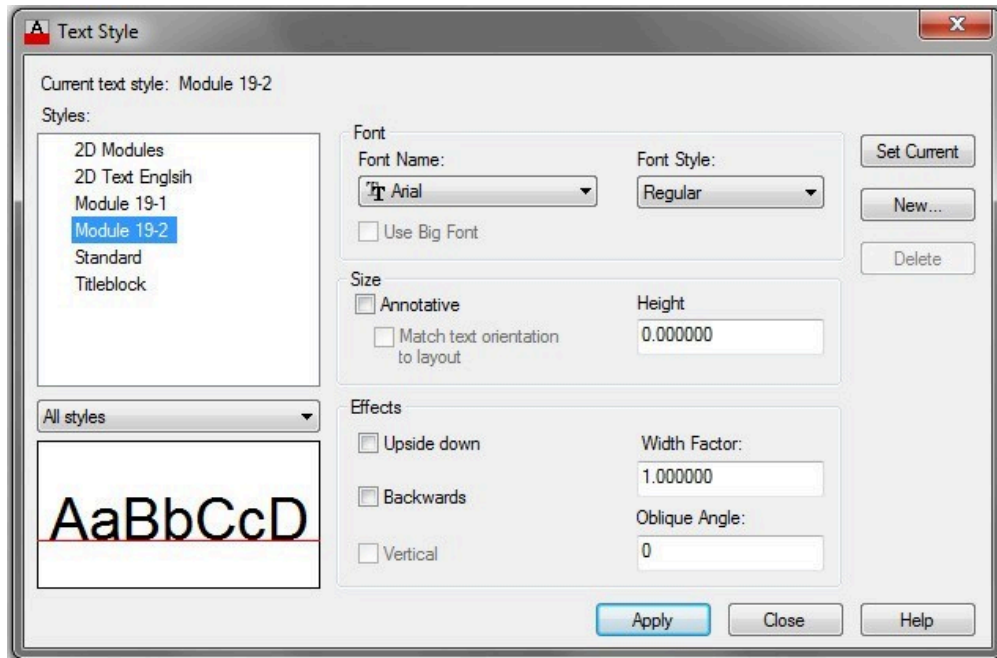 Text Style
Current text style: Module 19-2
Styles:
2D Modules
2D Text Englsih
Module 19-1
Module 19-2
Standard
Titleblock
All styles
AaBbCcD
Font
Font Name:
Arial
Use Big Font
Font Style:
Regular
Size
Annotative
Match text orientation
to layout
Height
0.000000
Effects
Upside down
Backwards
Vertical
Width Factor:
1.000000
Oblique Angle:
0
Set Current
New...
Delete
Apply
Close
Help